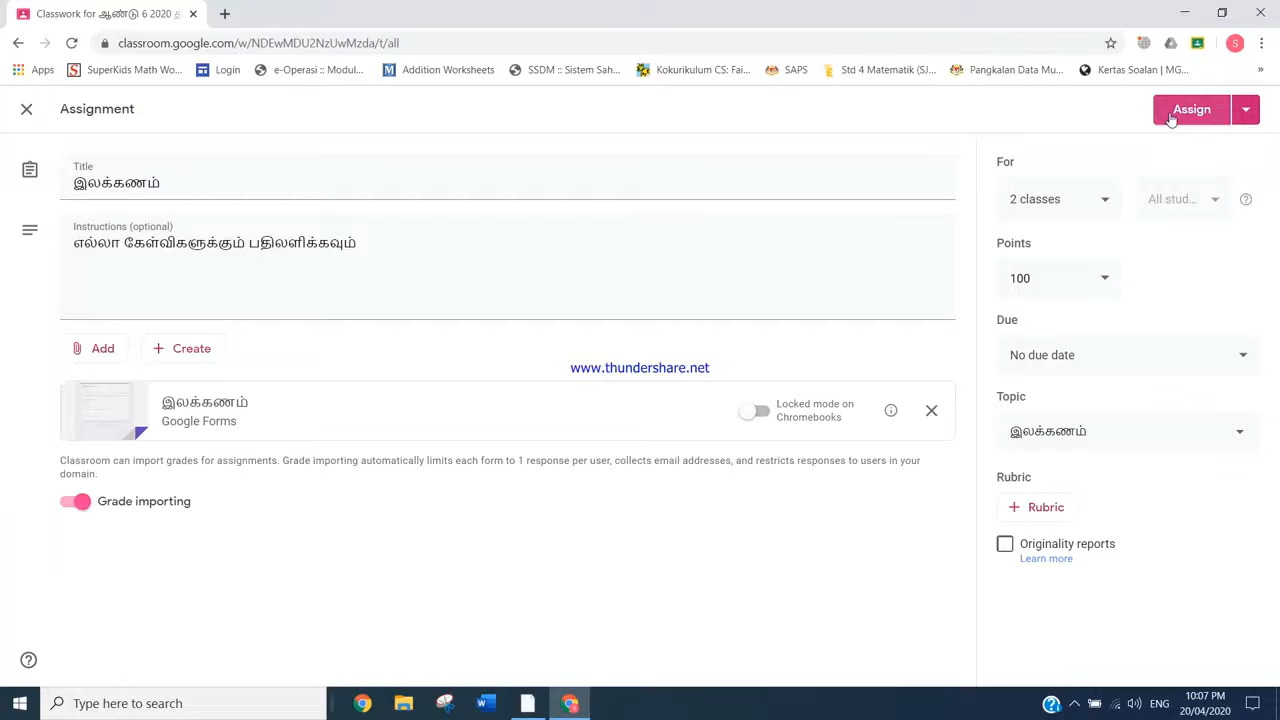 Classwork for ஆண்டு 6 2020 த
classroom.google.com/w/NDEwMDU2NzUwMzda/t/all
S
Apps
SuperKids Math Wo...
Login
e-Operasi :: Modul...
Addition Worksheets
SSDM :: Sistem Sah...
Kokurikulum CS: Fai...
SAPS
Std 4 Matematik (SJ...
Pangkalan Data Mu...
Kertas Soalan | MG...
»
Assignment
Assign
Title
இலக்கணம்
Instructions (optional)
எல்லா கேள்விகளுக்கும் பதிலளிக்கவும்
Add
Create
www.thundershare.net
இலக்கணம்
Google Forms
Locked mode on
Chromebooks
Classroom can import grades for assignments. Grade importing automatically limits each form to 1 response per user, collects email addresses, and restricts responses to users in your
domain.
Grade importing
For
2 classes
All stud...
Points
100
Due
No due date
Topic
இலக்கணம்
Rubric
+ Rubric
Originality reports
Learn more
Type here to search
ENG
10:07 PM
20/04/2020